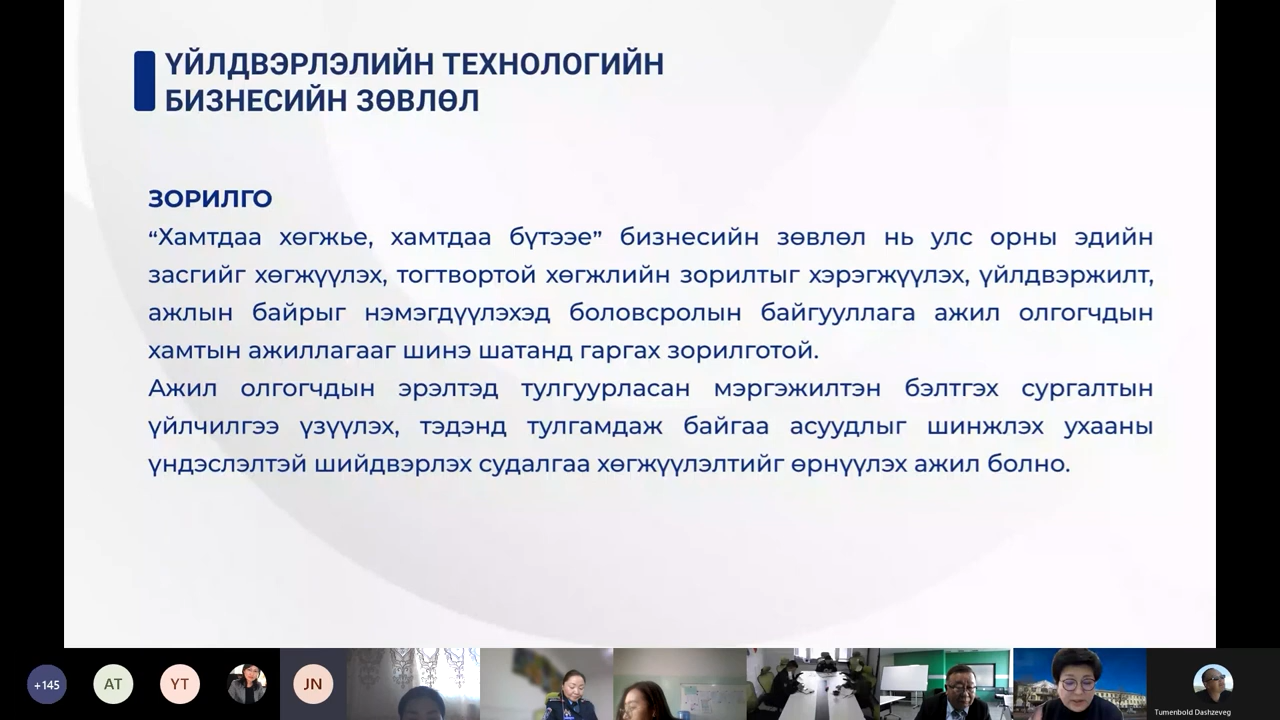 ҮЙЛДВЭРЛЭЛИЙН ТЕХНОЛОГИЙН
БИЗНЕСИЙН ЗӨВЛӨЛ
ЗОРИЛГО
“Хамтдаа хөгжье, хамтдаа бүтээе” бизнесийн зөвлөл нь улс орны эдийн
засгийг хөгжүүлэх, тогтвортой хөгжлийн зорилтыг хэрэгжүүлэх, үйлдвэржилт,
ажлын байрыг нэмэгдүүлэхэд боловсролын байгууллага ажил олгогчдын
хамтын ажиллагааг шинэ шатанд гаргах зорилготой.
Ажил олгогчдын эрэлтэд тулгуурласан мэргэжилтэн бэлтгэх сургалтын
үйлчилгээ үзүүлэх, тэдэнд тулгамдаж байгаа асуудлыг шинжлэх ухааны
үндэслэлтэй шийдвэрлэх судалгаа хөгжүүлэлтийг өрнүүлэх ажил болно.
+145
AT
YT
JN
Tumenbold Dashzeveg